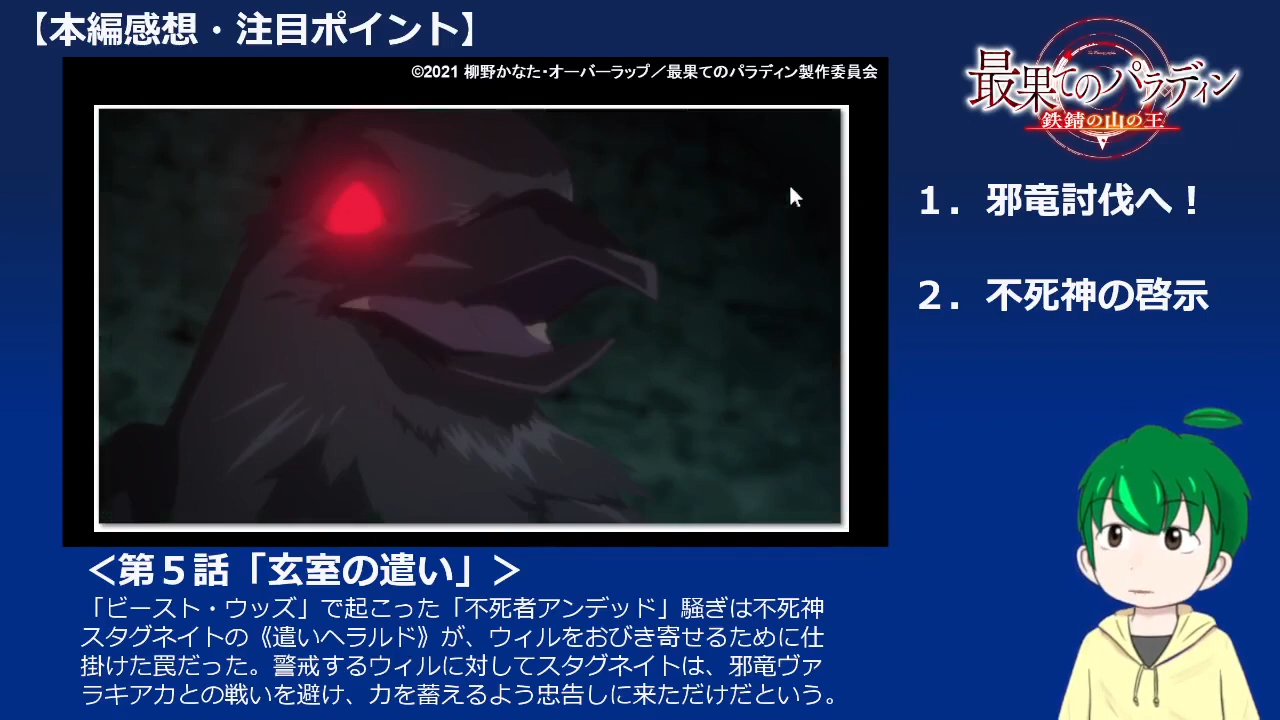 【本編感想・注目ポイント】
©2021 柳野かなた・オーバーラップ／最果てのパラディン製作委員会
最果てのパラディン
鉄錆の山の王
１．邪竜討伐へ！
２．不死神の啓示
＜第５話「玄室の遣い」＞
「ビースト・ウッズ」で起こった「不死者アンデッド」騒ぎは不死神
スタグネイトの《遣いヘラルド》が、ウィルをおびき寄せるために仕
掛けた罠だった。警戒するウィルに対してスタグネイトは、邪竜ヴァ
ラキアカとの戦いを避け、力を蓄えるよう忠告しに来ただけだという。